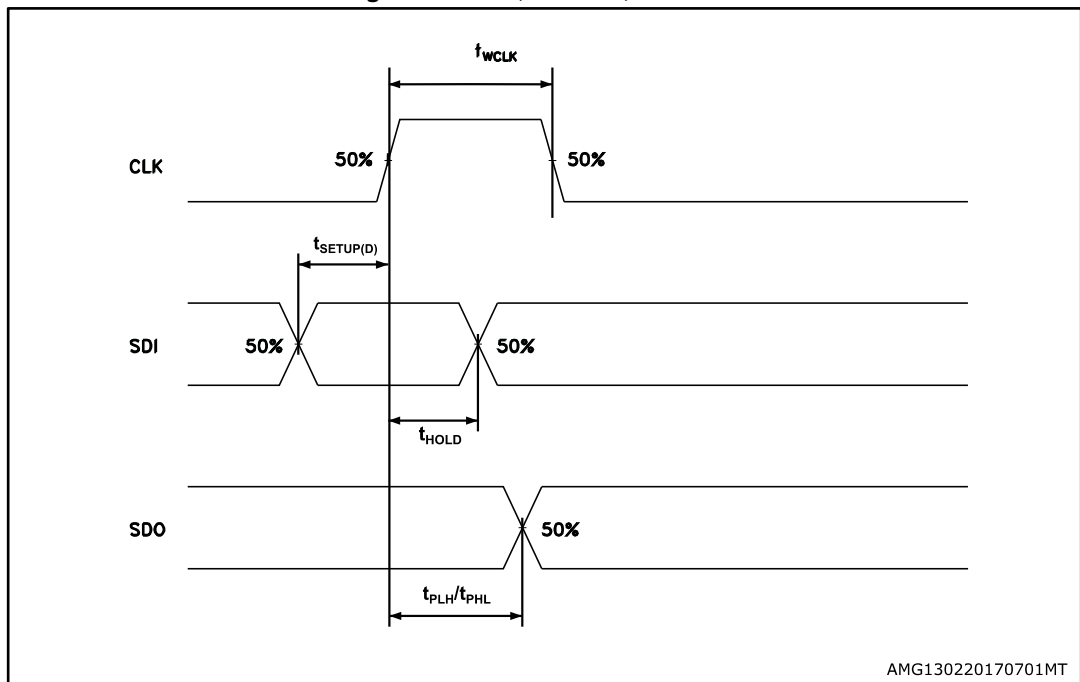 tWCLK
50%
50%
CLK
tSETUP(D)
SDI
50%
50%
tHOLD
SDO
50%
tPLH/tPHL
AMG130220170701MT